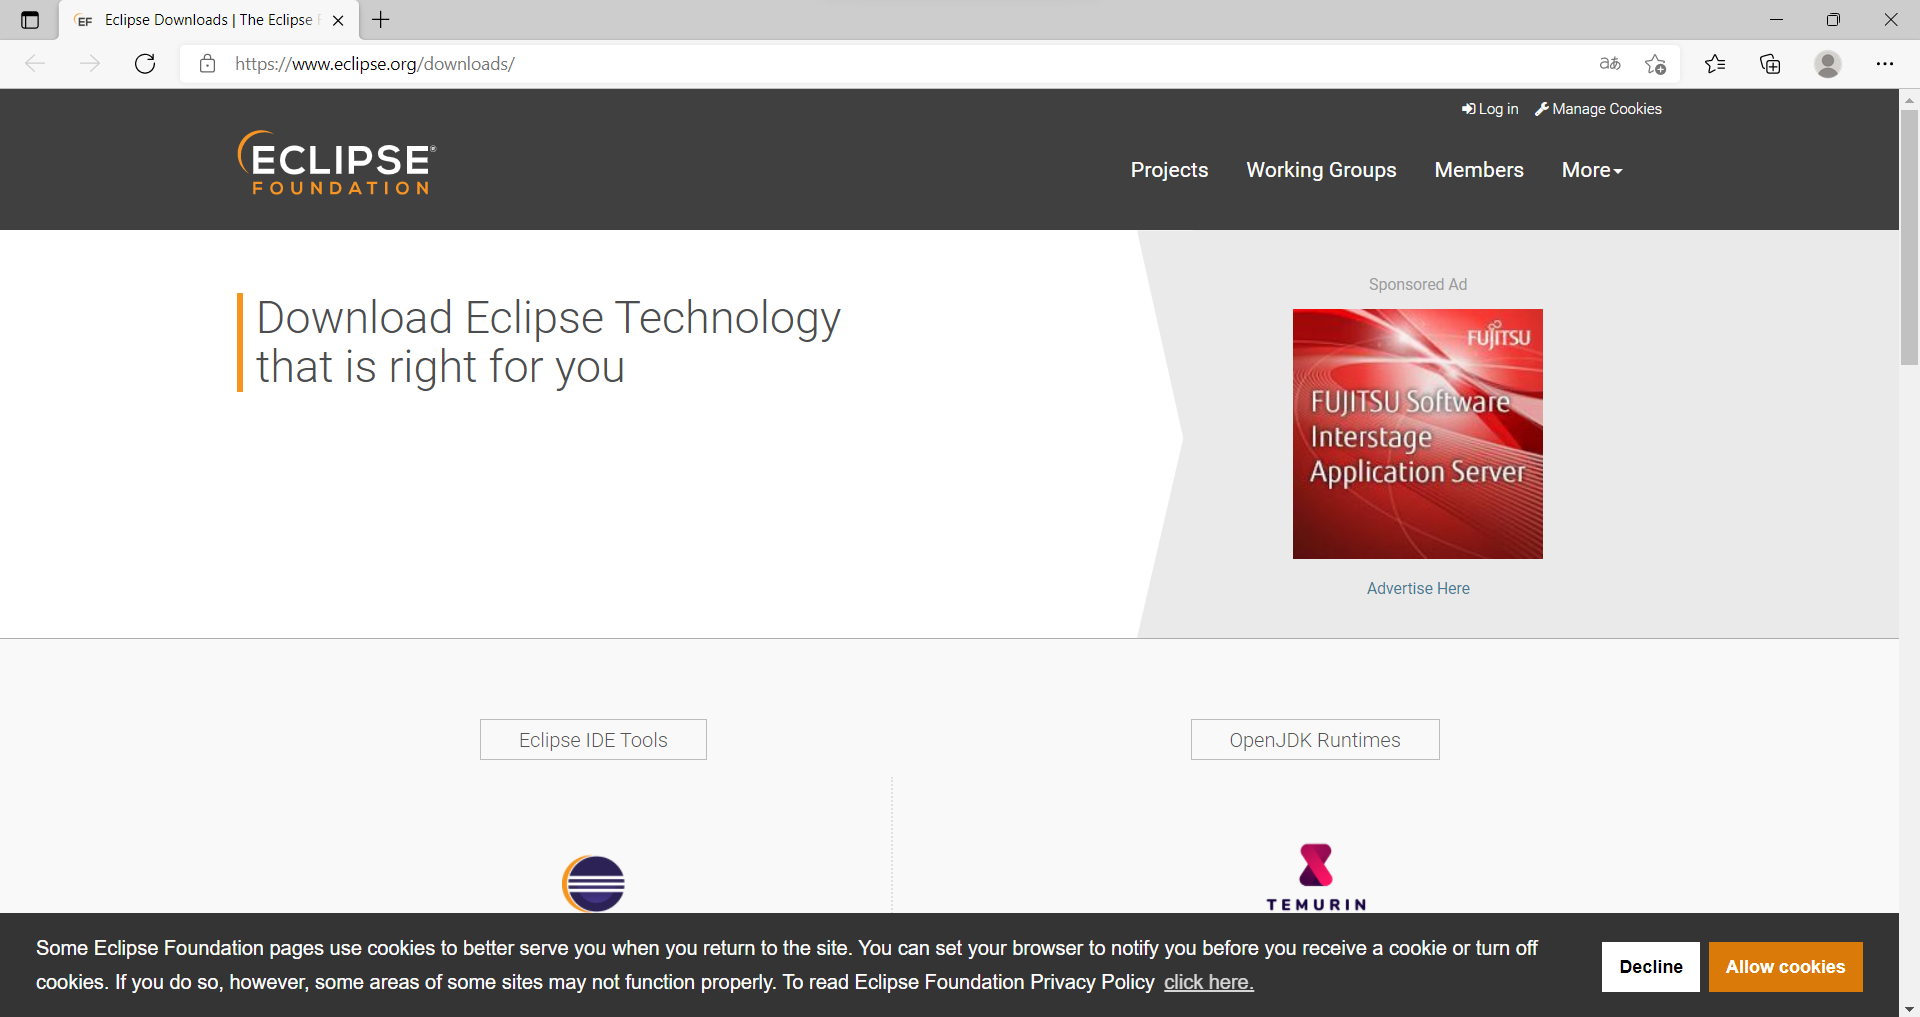 EF Eclipse Downloads | The Eclipse
https://www.eclipse.org/downloads/
aあ
Log in Manage Cookies
ECLIPSE®
FOUNDATION
Projects Working Groups Members More
Download Eclipse Technology
that is right for you
Sponsored Ad
FUJITSU
FUJITSU Software
Interstage
Application Server
Advertise Here
Eclipse IDE Tools OpenJDK Runtimes
TEMURIN
Some Eclipse Foundation pages use cookies to better serve you when you return to the site. You can set your browser to notify you before you receive a cookie or turn off
cookies. If you do so, however, some areas of some sites may not function properly. To read Eclipse Foundation Privacy Policy click here.
Decline Allow cookies